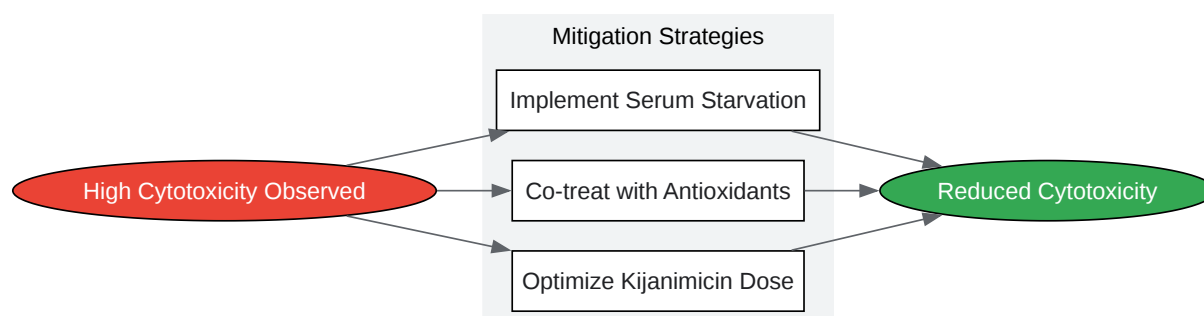 Mitigation Strategies
Implement Serum Starvation
High Cytotoxicity Observed
Co-treat with Antioxidants
Reduced Cytotoxicity
Optimize Kijanimicin Dose